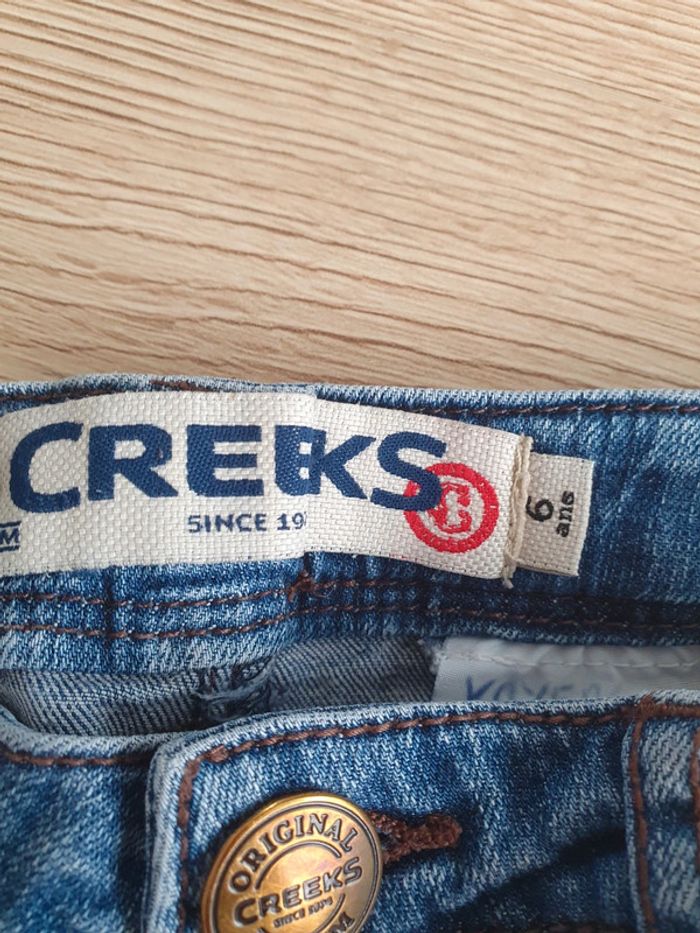 CREEKS
SINCE 19
M
6
ans
ORIGINAL
CREEKS